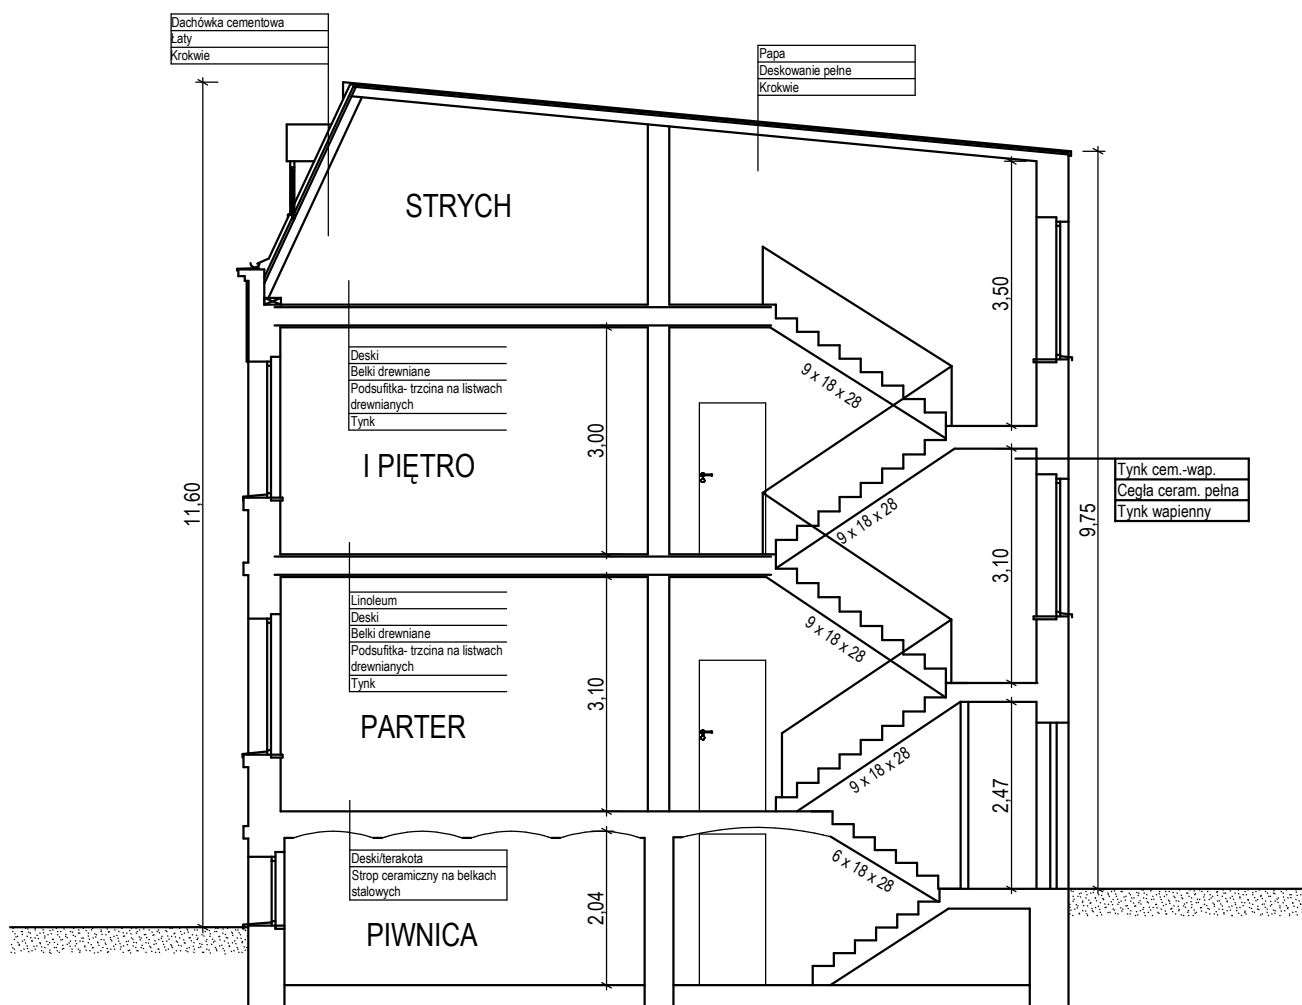 Dachówka cementowa
Łaty
Krokwie
Papa
Deskowanie pełne
Krokwie
STRYCH
3,50
Deski
Belki drewniane
Podsufitka- trzcina na listwach
drewnianych
Tynk
9 x 18 x 28
3,00
I PIĘTRO
11,60
Tynk cem.-wap.
Cegła ceram. pełna
Tynk wapienny
9,75
9 x 18 x 28
3,10
Linoleum
Deski
Belki drewniane
Podsufitka- trzcina na listwach
drewnianych
Tynk
9 x 18 x 28
3,10
PARTER
9 x 18 x 28
2,47
Deski/terakota
Strop ceramiczny na belkach
stalowych
6 x 18 x 28
2,04
PIWNICA